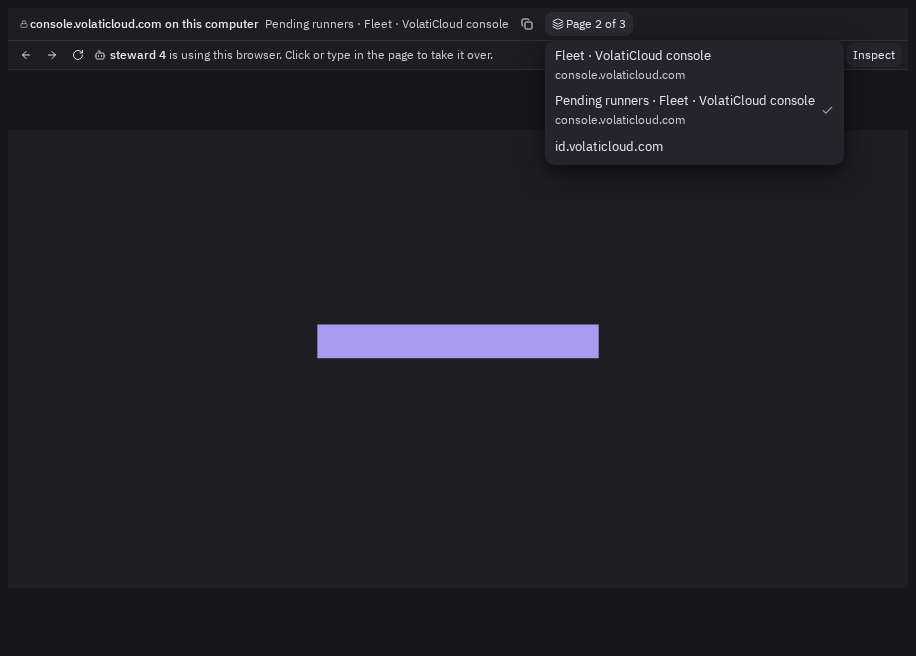 console.volaticloud.com on this computer Pending runners · Fleet · VolatiCloud console Page 2 of 3
steward 4 is using this browser. Click or type in the page to take it over. Inspect
Fleet · VolatiCloud console
console.volaticloud.com
Pending runners · Fleet · VolatiCloud console
console.volaticloud.com
id.volaticloud.com